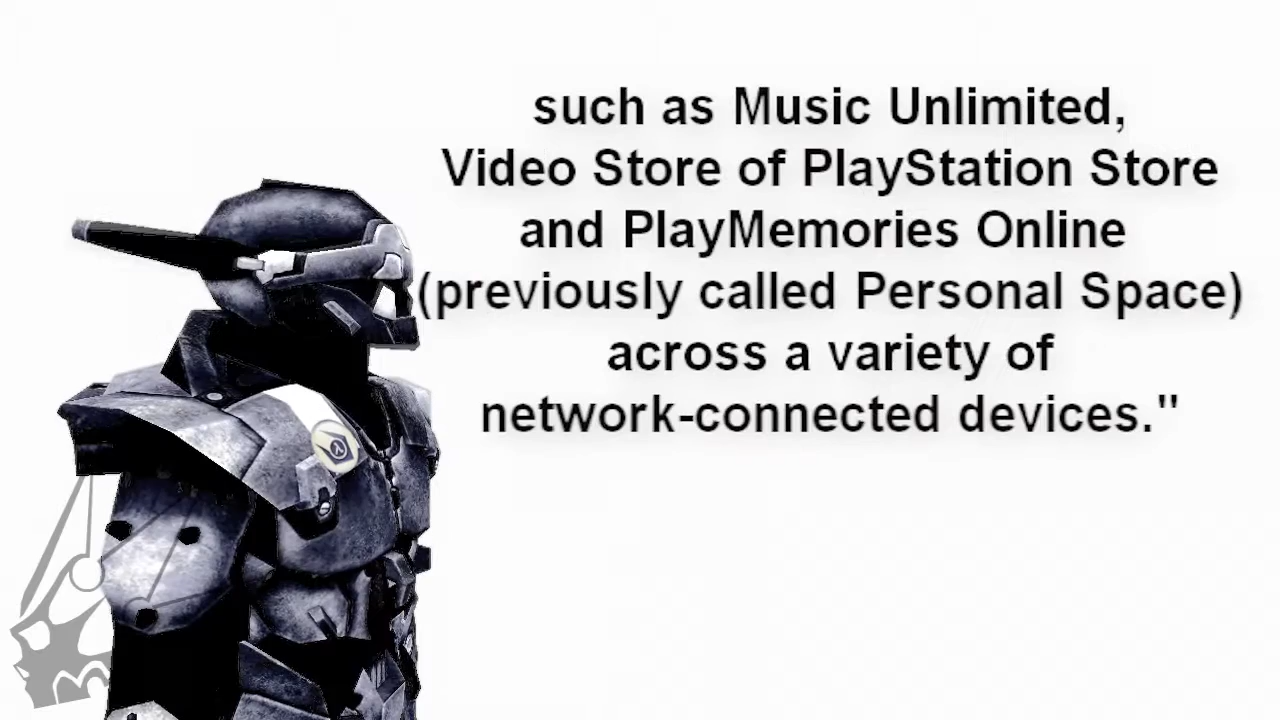 such as Music Unlimited,
Video Store of PlayStation Store
and PlayMemories Online
(previously called Personal Space)
across a variety of
network-connected devices."